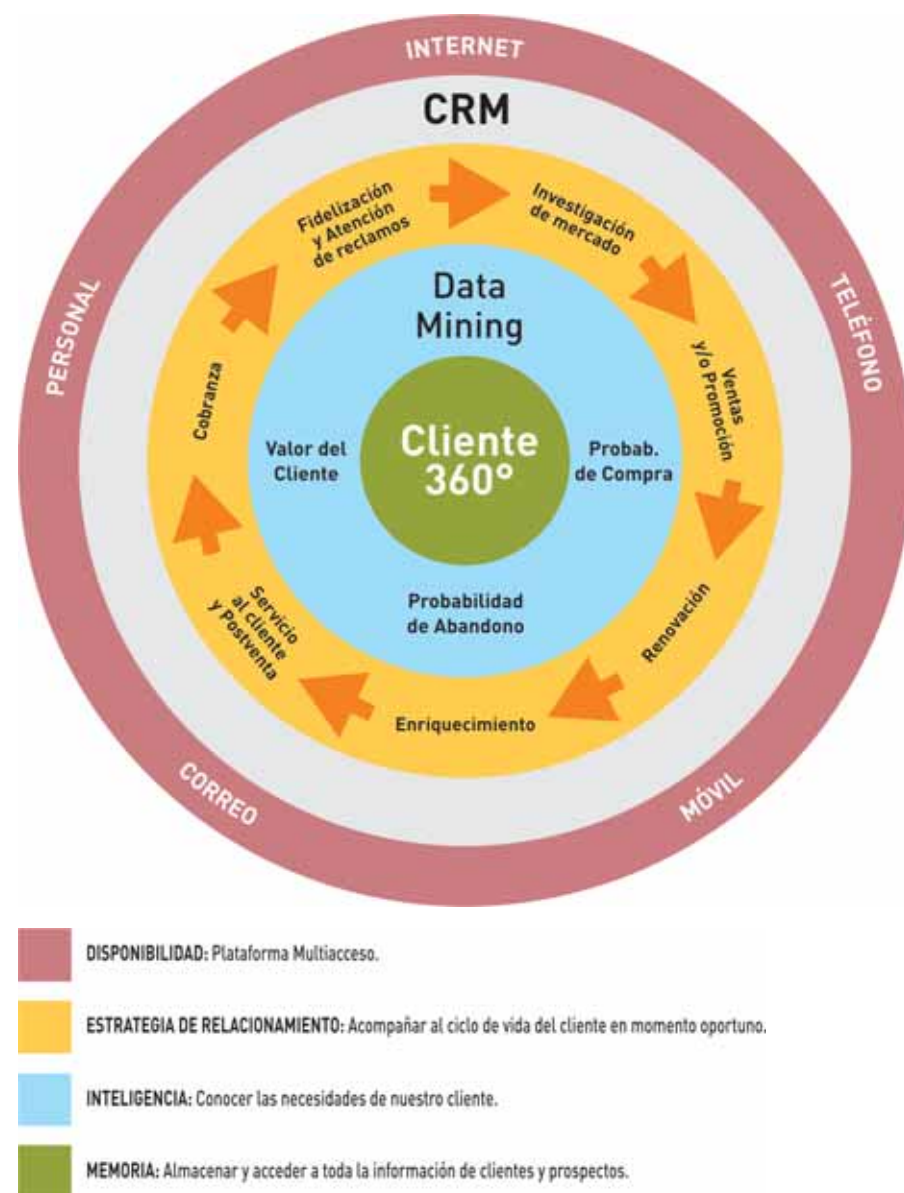 INTERNET
CRM
Fidelización
y Atención
de reclamos
Investigación
de mercado
PERSONAL
TELÉFONO
Data
Mining
Ventas
y/o Promoción
Cobranza
Cliente
360°
Valor del
Cliente
Probab.
de Compra
Probabilidad
de Abandono
Servicio
al cliente
y Postventa
Renovación
Enriquecimiento
CORREO
MÓVIL
DISPONIBILIDAD: Plataforma Multiacceso.
ESTRATEGIA DE RELACIONAMIENTO: Acompañar al ciclo de vida del cliente en momento oportuno.
INTELIGENCIA: Conocer las necesidades de nuestro cliente.
MEMORIA: Almacenar y acceder a toda la información de clientes y prospectos.